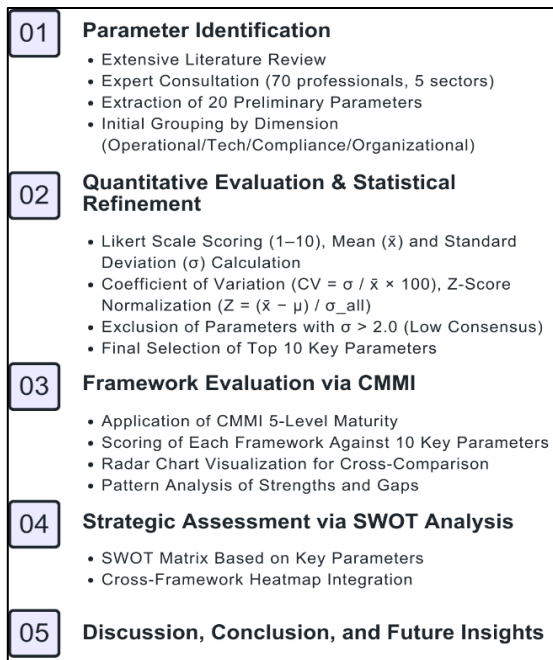 01
Parameter Identification
• Extensive Literature Review
• Expert Consultation (70 professionals, 5 sectors)
• Extraction of 20 Preliminary Parameters
• Initial Grouping by Dimension
(Operational/Tech/Compliance/Organizational)
02
Quantitative Evaluation & Statistical
Refinement
• Likert Scale Scoring (1–10), Mean (x̄) and Standard
Deviation (σ) Calculation
• Coefficient of Variation (CV = σ / x̄ × 100), Z-Score
Normalization (Z = (x̄ − μ) / σ_all)
• Exclusion of Parameters with σ > 2.0 (Low Consensus)
• Final Selection of Top 10 Key Parameters
03
Framework Evaluation via CMMI
• Application of CMMI 5-Level Maturity
• Scoring of Each Framework Against 10 Key Parameters
• Radar Chart Visualization for Cross-Comparison
• Pattern Analysis of Strengths and Gaps
04
Strategic Assessment via SWOT Analysis
• SWOT Matrix Based on Key Parameters
• Cross-Framework Heatmap Integration
05
Discussion, Conclusion, and Future Insights